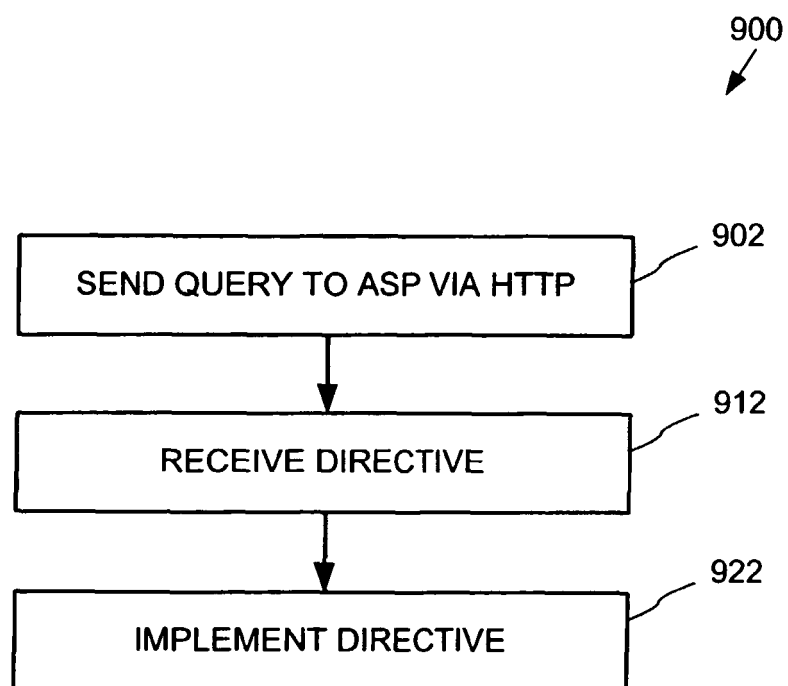 900
902
SEND QUERY TO ASP VIA HTTP
912
RECEIVE DIRECTIVE
922
IMPLEMENT DIRECTIVE